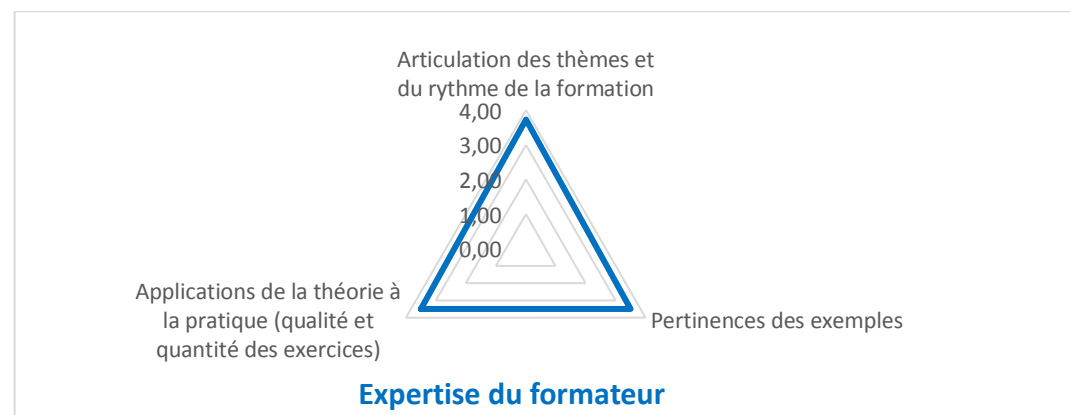 Articulation des thèmes et
du rythme de la formation
4,00
3,00
2,00
1,00
0,00
Applications de la théorie à
la pratique (qualité et
quantité des exercices)
Pertinences des exemples
Expertise du formateur